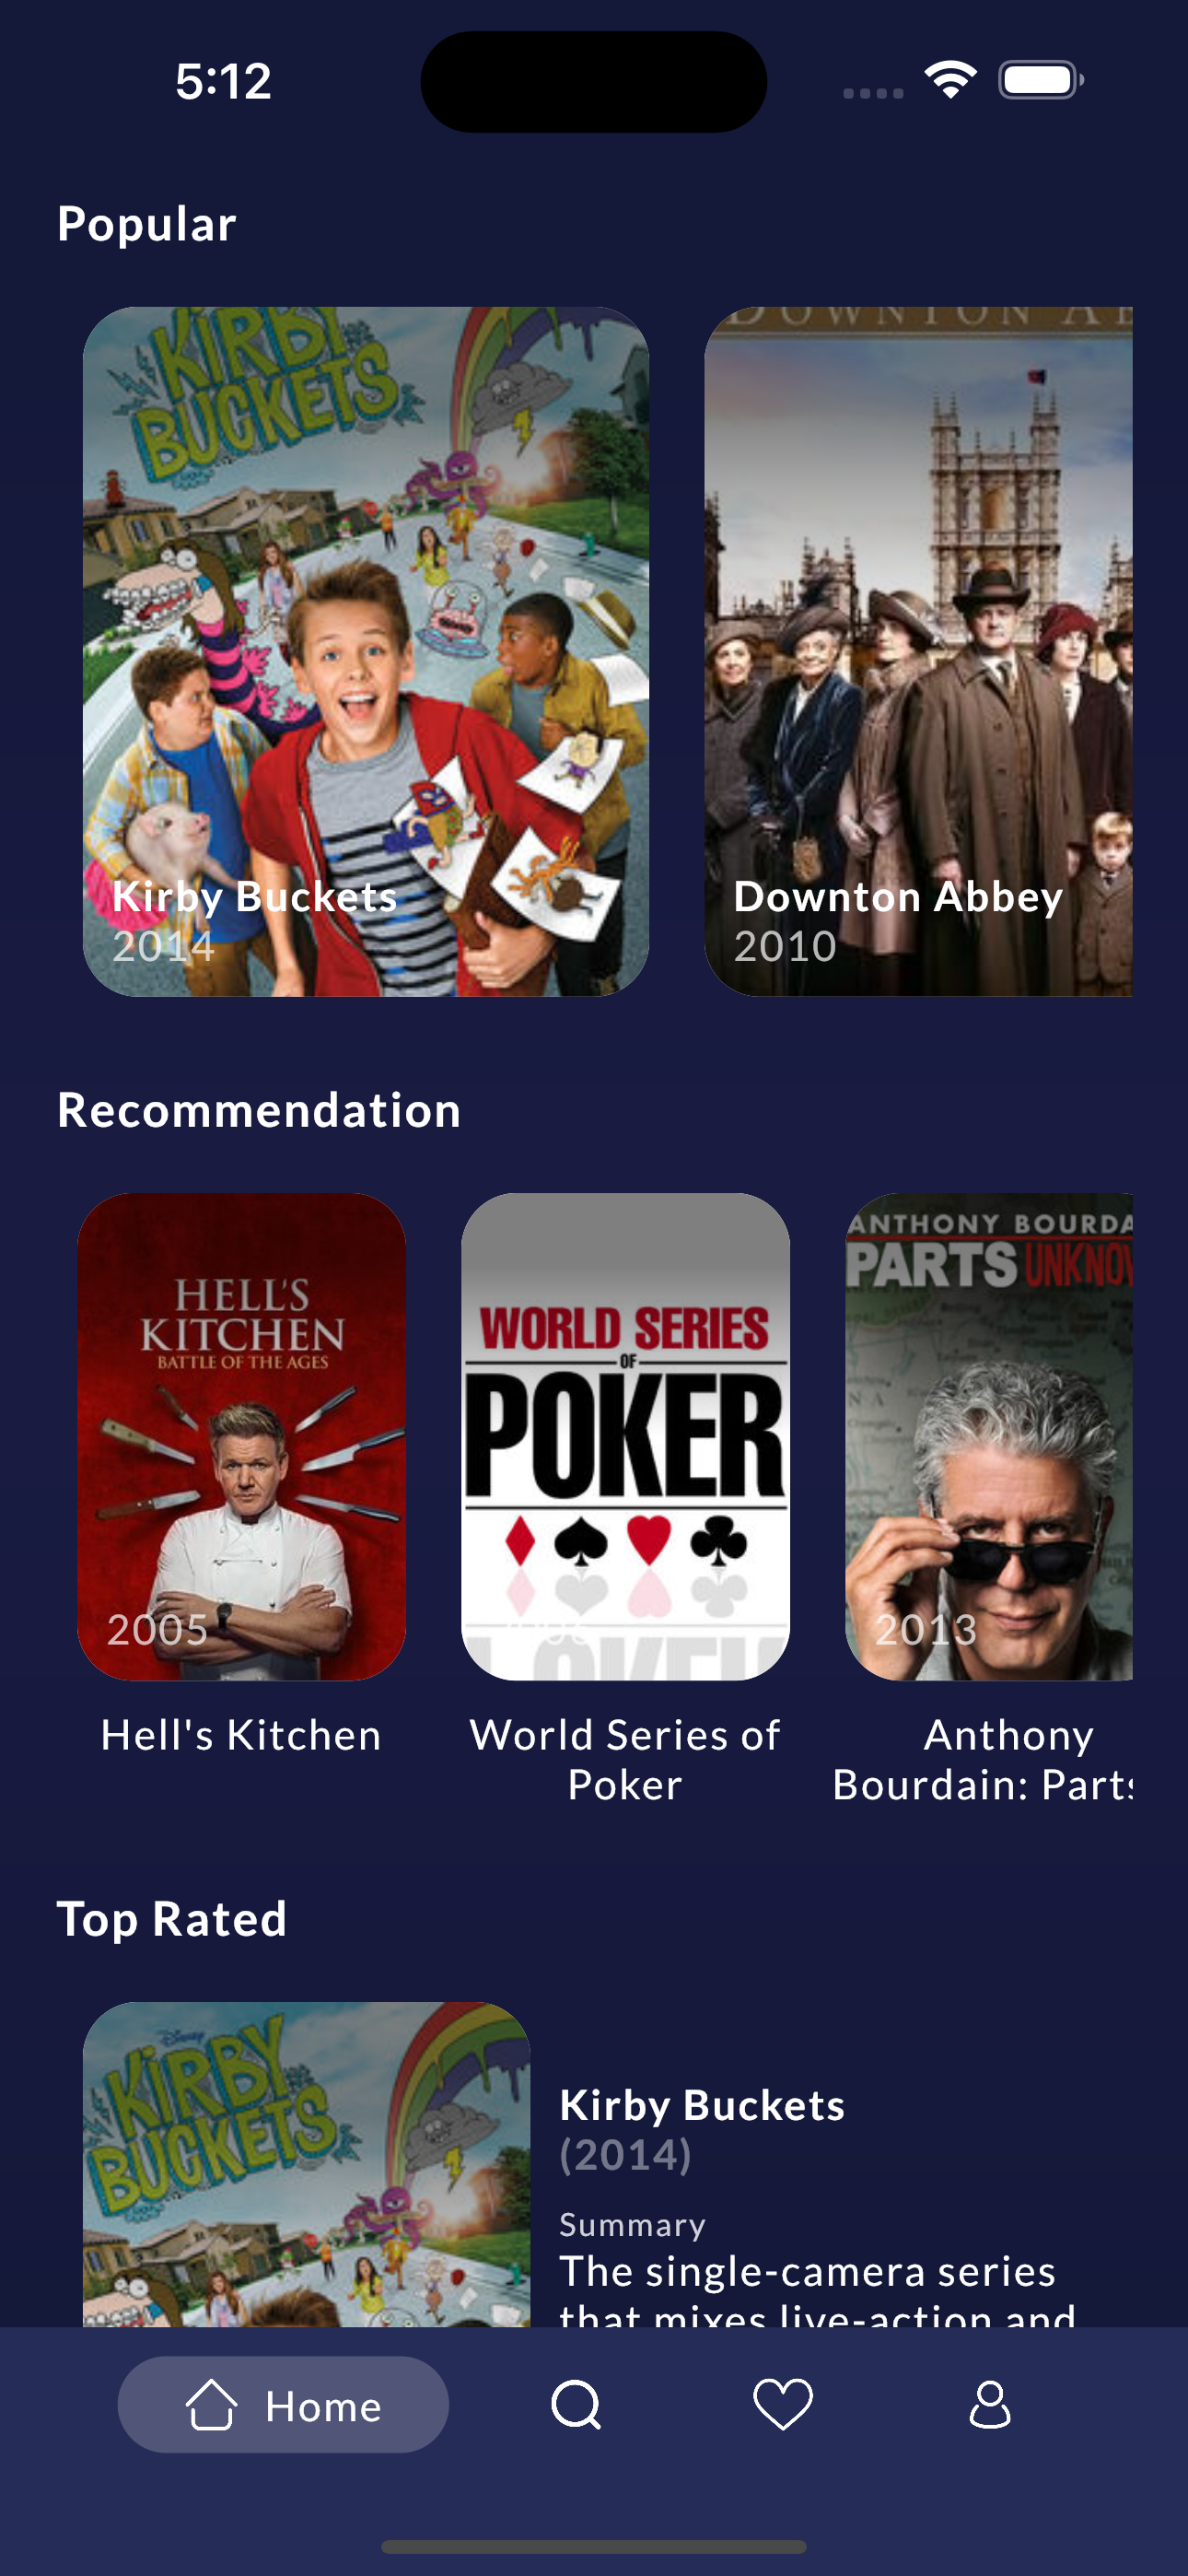 5:12
Popular
KIRBY
BUCKETS
DOWNTON AB
Kirby Buckets
2014
Downton Abbey
2010
Recommendation
HELL'S
KITCHEN
BATTLE OF THE AGES
WORLD SERIES
OF
POKER
ANTHONY BOURDA
PARTS UNKNOW
2005
2013
Hell's Kitchen
World Series of
Poker
Anthony
Bourdain: Parts
Top Rated
Disney
KIRBY
BUCKETS
Kirby Buckets
(2014)
Summary
The single-camera series
that mixes live-action and
Home